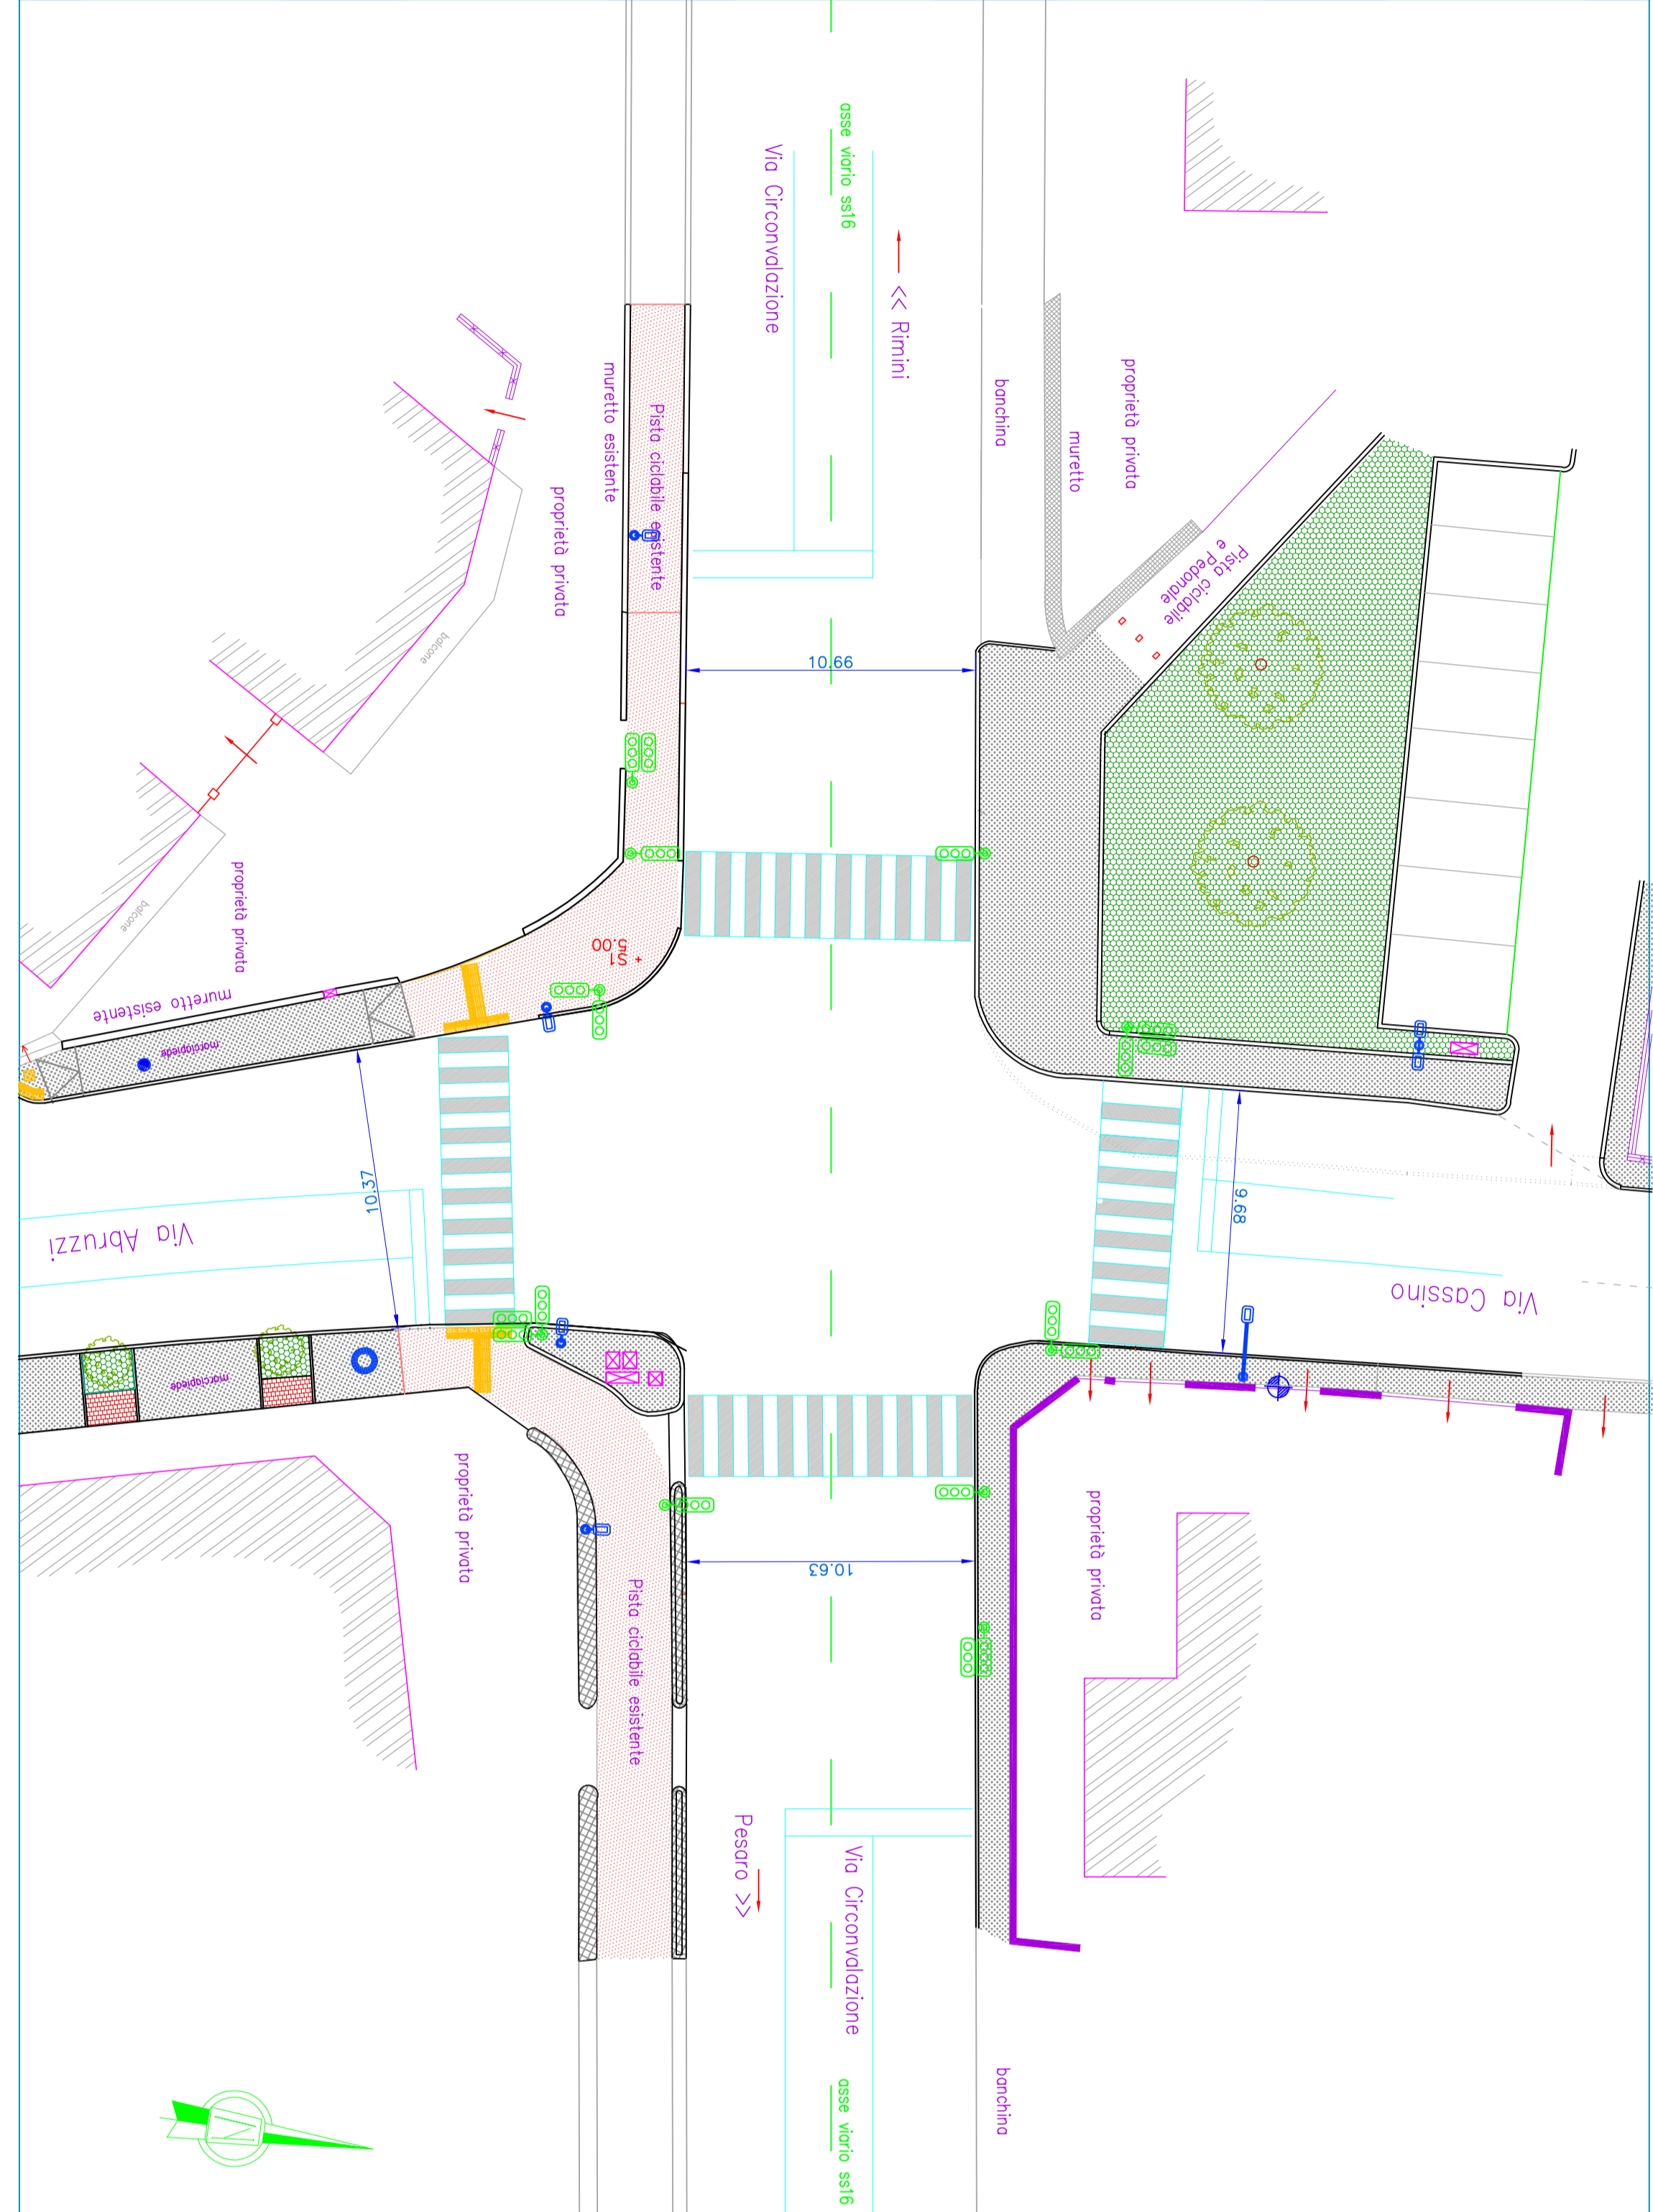 asse viario ss16
Via Circonvalazione
<< Rimini
proprietà privata
banchina
muretto
muretto esistente
Pista ciclabile esistente
proprietà privata
Pista ciclabile
e Pedonale
balcone
10.66
proprietà privata
balcone
S1
5.00
+
muretto esistente
marciapiede
10.37
9.68
Via Abruzzi
Via Cassino
marciapiede
proprietà privata
proprietà privata
10.63
Pista ciclabile esistente
Pesaro >>
Via Circonvalazione
banchina
asse viario ss16
N